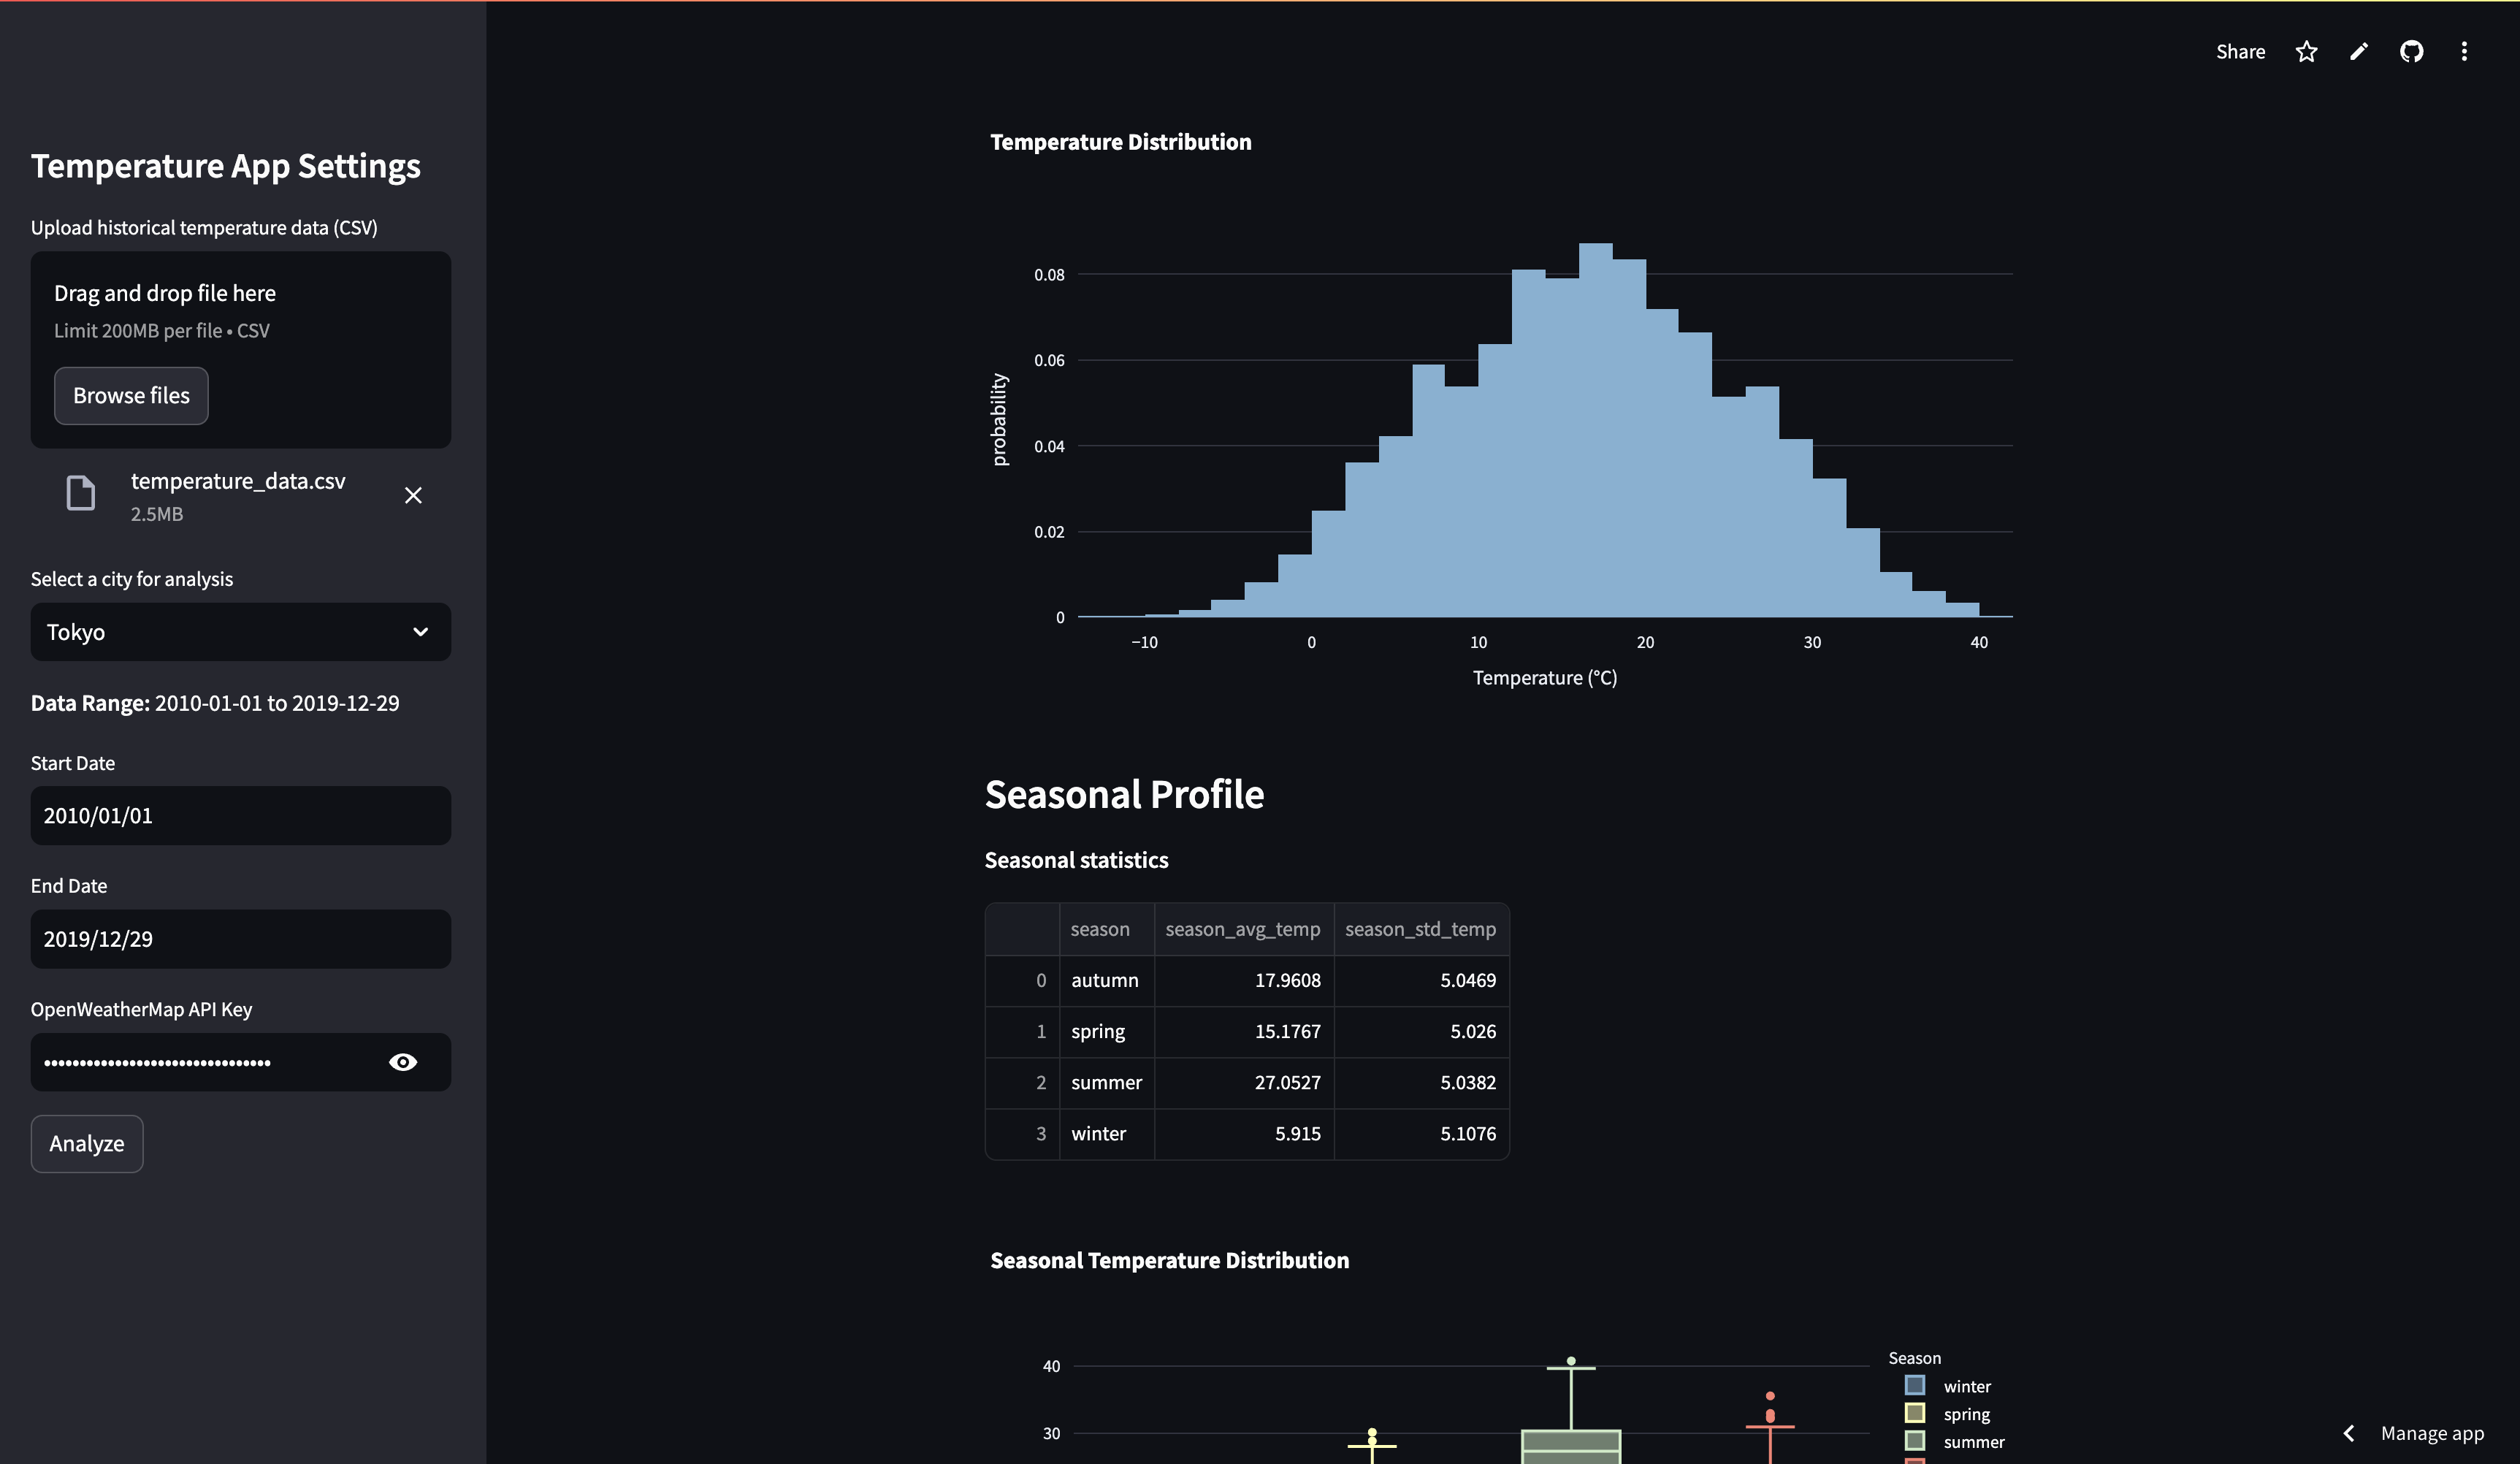 Share
Temperature App Settings
Upload historical temperature data (CSV)
Drag and drop file here
Limit 200MB per file • CSV
Browse files
temperature_data.csv
2.5MB
Select a city for analysis
Tokyo
Data Range: 2010-01-01 to 2019-12-29
Start Date
2010/01/01
End Date
2019/12/29
OpenWeatherMap API Key
Analyze
Temperature Distribution
probability
0.08
0.06
0.04
0.02
0
−10 0 10 20 30 40
Temperature (°C)
Seasonal Profile
Seasonal statistics
season season_avg_temp season_std_temp
0 autumn 17.9608 5.0469
1 spring 15.1767 5.026
2 summer 27.0527 5.0382
3 winter 5.915 5.1076
Seasonal Temperature Distribution
40
30
Season
winter
spring
summer
Manage app